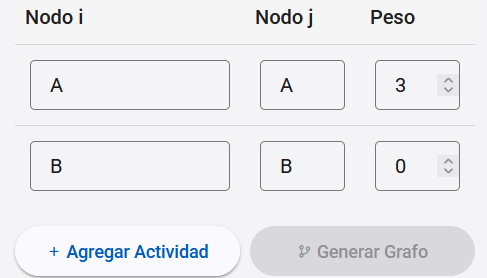 Nodo i Nodo j Peso
A A 3
B B 0
+ Agregar Actividad Generar Grafo